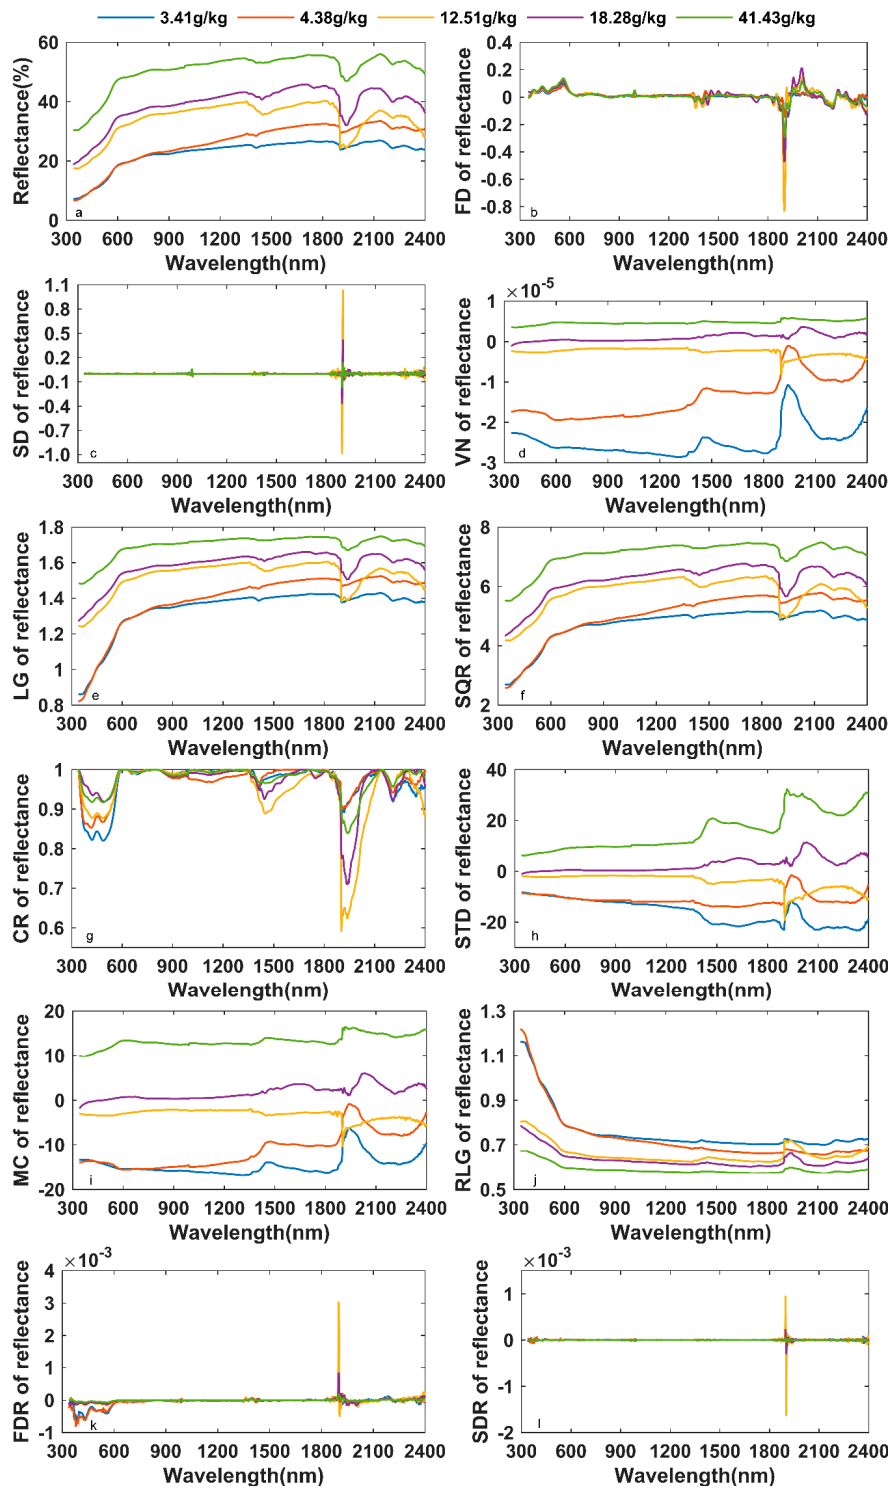 3.41g/kg 4.38g/kg 12.51g/kg 18.28g/kg 41.43g/kg
Reflectance(%)
60
40
20
0
a
300 600 900 1200 1500 1800 2100 2400
Wavelength(nm)
FD of reflectance
0.4
0.2
0
-0.2
-0.4
-0.6
-0.8
b
300 600 900 1200 1500 1800 2100 2400
Wavelength(nm)
SD of reflectance
1.1
0.8
0.5
0.2
-0.1
-0.4
-0.7
-1.0
c
300 600 900 1200 1500 1800 2100 2400
Wavelength(nm)
×10⁻⁵
VN of reflectance
1
0
-1
-2
-3
d
300 600 900 1200 1500 1800 2100 2400
Wavelength(nm)
LG of reflectance
1.8
1.6
1.4
1.2
1
0.8
e
300 600 900 1200 1500 1800 2100 2400
Wavelength(nm)
SQR of reflectance
8
6
4
2
f
300 600 900 1200 1500 1800 2100 2400
Wavelength(nm)
CR of reflectance
1
0.9
0.8
0.7
0.6
g
300 600 900 1200 1500 1800 2100 2400
Wavelength(nm)
STD of reflectance
40
20
0
-20
h
300 600 900 1200 1500 1800 2100 2400
Wavelength(nm)
MC of reflectance
20
10
0
-10
-20
i
300 600 900 1200 1500 1800 2100 2400
Wavelength(nm)
RLG of reflectance
1.3
1.1
0.9
0.7
0.5
j
300 600 900 1200 1500 1800 2100 2400
Wavelength(nm)
×10⁻³
FDR of reflectance
4
3
2
1
0
-1
k
300 600 900 1200 1500 1800 2100 2400
Wavelength(nm)
×10⁻³
SDR of reflectance
1
0
-1
-2
l
300 600 900 1200 1500 1800 2100 2400
Wavelength(nm)